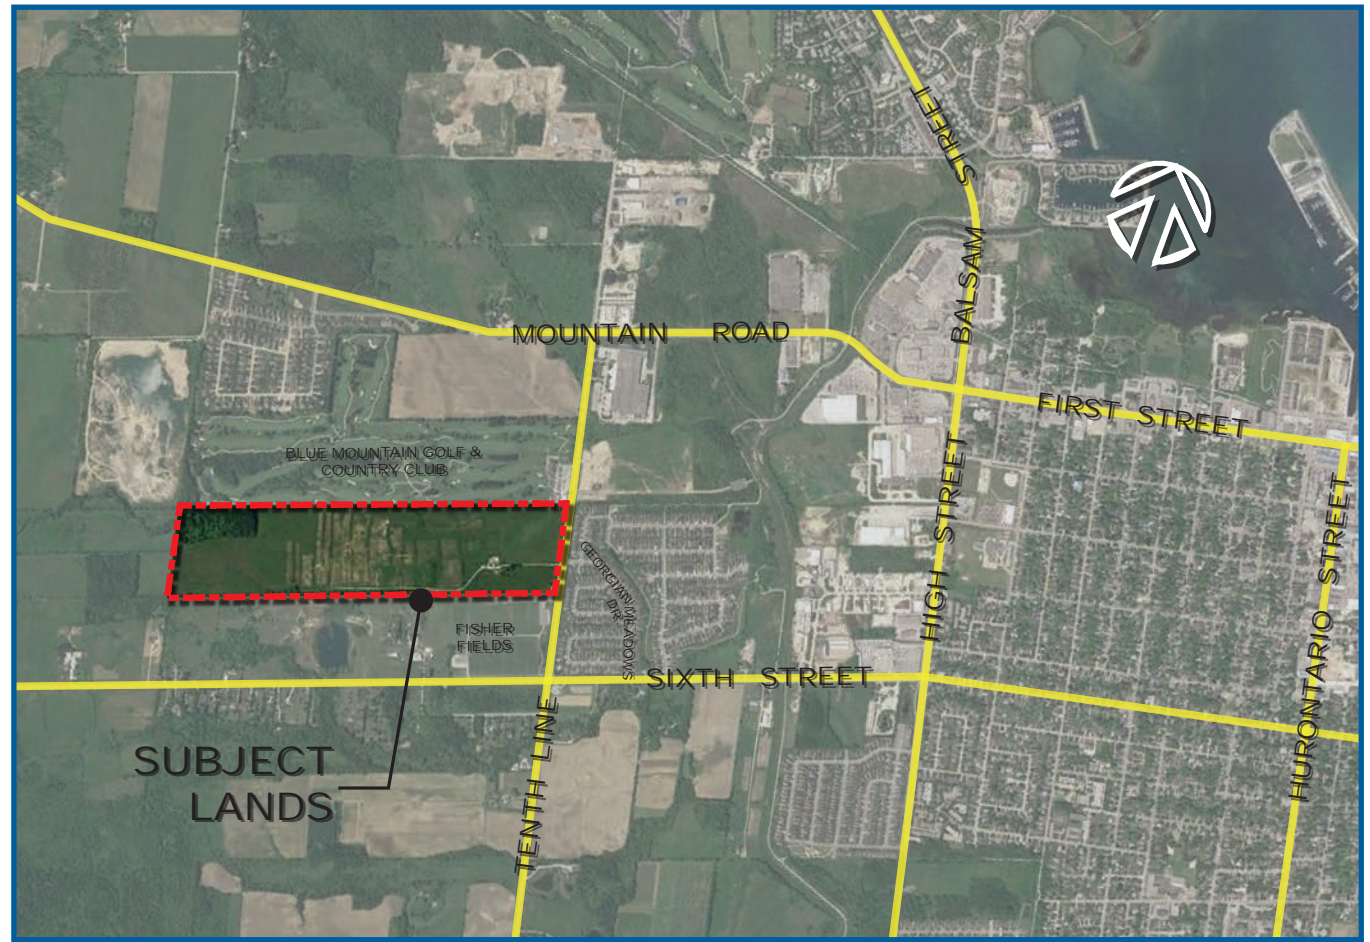 BALSAM STREET
MOUNTAIN ROAD
FIRST STREET
BLUE MOUNTAIN GOLF &
COUNTRY CLUB
HIGH STREET
HURONTARIO STREET
GEORGIAN MEADOWS
DR
FISHER
FIELDS
SIXTH STREET
TENTH LINE
SUBJECT
LANDS